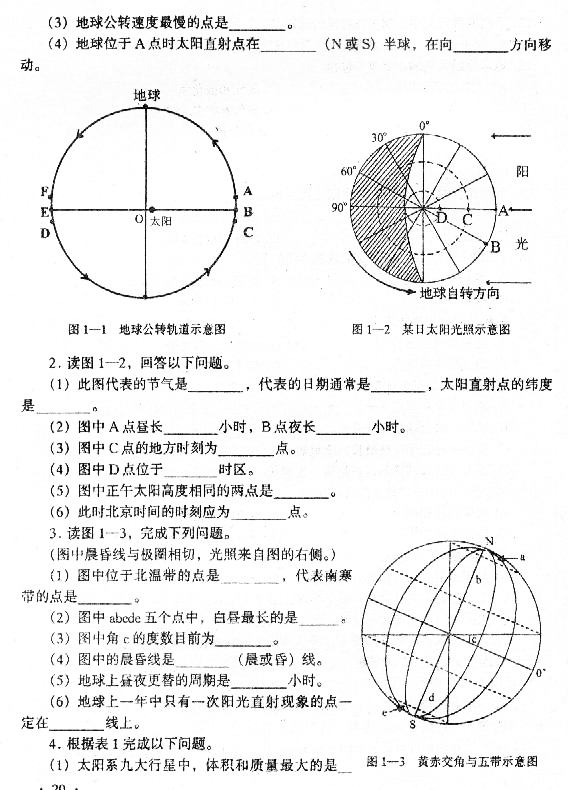 (3) 地球公转速度最慢的点是________。
(4) 地球位于A点时太阳直射点在________(N或S)半球,在向________方向移
动。
地球
F
E
D
A
B
C
O
太阳
图1—1 地球公转轨道示意图
0°
30°
60°
90°
D
C
A
B
阳
光
地球自转方向
图1—2 某日太阳光照示意图
2. 读图1—2,回答以下问题。
(1) 此图代表的节气是________,代表的日期通常是________,太阳直射点的纬度
是________。
(2) 图中A点昼长________小时,B点夜长________小时。
(3) 图中C点的地方时刻为________点。
(4) 图中D点位于________时区。
(5) 图中正午太阳高度相同的两点是________。
(6) 此时北京时间的时刻应为________点。
3. 读图1—3,完成下列问题。
(图中晨昏线与极圈相切,光照来自图的右侧。)
(1) 图中位于北温带的点是________,代表南寒
带的点是________。
(2) 图中abcde五个点中,白昼最长的是________。
(3) 图中角c的度数目前为________。
(4) 图中的晨昏线是________(晨或昏)线。
(5) 地球上昼夜更替的周期是________小时。
(6) 地球上一年中只有一次阳光直射现象的点一
定在________线上。
N
a
b
c
0°
d
e
S
图1—3 黄赤交角与五带示意图
4. 根据表1完成以下问题。
(1) 太阳系九大行星中,体积和质量最大的是__
· 20 ·